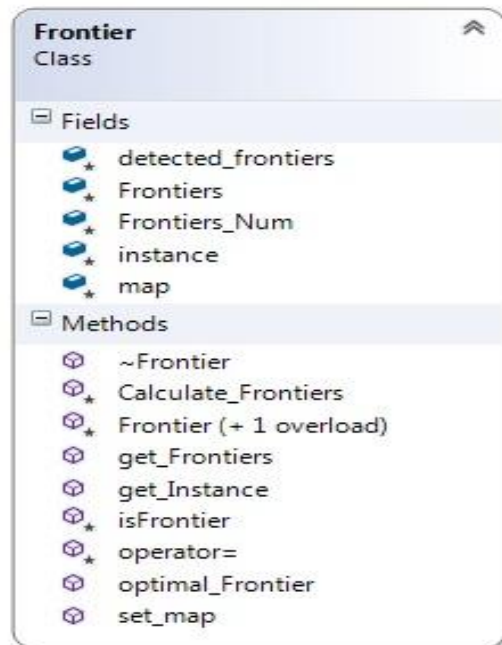 Frontier
Class
Fields
detected_frontiers
Frontiers
Frontiers_Num
instance
map
Methods
~Frontier
Calculate_Frontiers
Frontier (+ 1 overload)
get_Frontiers
get_Instance
isFrontier
operator=
optimal_Frontier
set_map